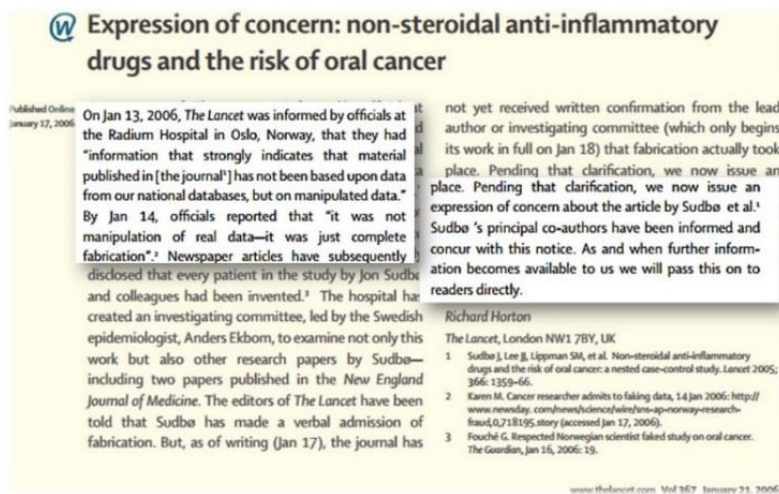 Expression of concern: non-steroidal anti-inflammatory
drugs and the risk of oral cancer
Published Online
January 17, 2006
On Jan 13, 2006, The Lancet was informed by officials at
the Radium Hospital in Oslo, Norway, that they had
"information that strongly indicates that material
published in [the journal¹] has not been based upon data
from our national databases, but on manipulated data."
By Jan 14, officials reported that "it was not
manipulation of real data—it was just complete
fabrication".² Newspaper articles have subsequently
disclosed that every patient in the study by Jon Sudbø
and colleagues had been invented.³ The hospital has
created an investigating committee, led by the Swedish
epidemiologist, Anders Ekbom, to examine not only this
work but also other research papers by Sudbø—
including two papers published in the New England
Journal of Medicine. The editors of The Lancet have been
told that Sudbø has made a verbal admission of
fabrication. But, as of writing (Jan 17), the journal has
not yet received written confirmation from the lead
author or investigating committee (which only begins
its work in full on Jan 18) that fabrication actually took
place. Pending that clarification, we now issue an
place. Pending that clarification, we now issue an
expression of concern about the article by Sudbø et al.¹
Sudbø 's principal co-authors have been informed and
concur with this notice. As and when further inform-
ation becomes available to us we will pass this on to
readers directly.
Richard Horton
The Lancet, London NW1 7BY, UK
1 Sudbø J, Lee JJ, Lippman SM, et al. Non-steroidal anti-inflammatory
drugs and the risk of oral cancer: a nested case-control study. Lancet 2005;
366: 1359–66.
2 Karen M. Cancer researcher admits to faking data, 14 Jan 2006: http://
www.newsday.com/news/science/wire/sns-ap-norway-research-
fraud,0,718195.story (accessed Jan 17, 2006).
3 Fouché G. Respected Norwegian scientist faked study on oral cancer.
The Guardian, Jan 16, 2006: 19.
www.thelancet.com Vol 367 January 21, 2006